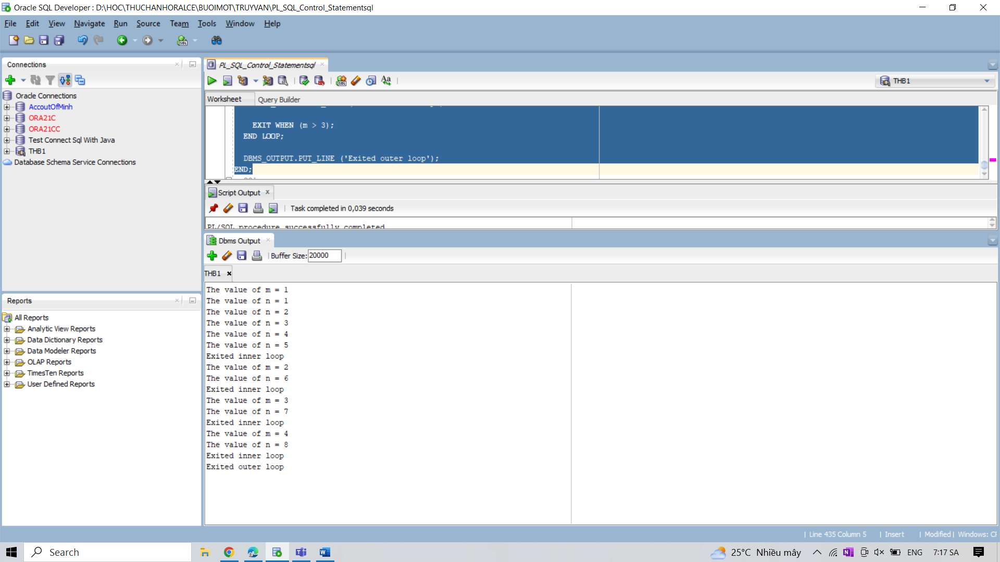 Oracle SQL Developer : D:\HOC\THUCHANHORALCE\BUOIMOT\TRUYVAN\PL_SQL_Control_Statementsql
File Edit View Navigate Run Source Team Tools Window Help
Connections
Oracle Connections
AccoutOfMinh
ORA21C
ORA21CC
Test Connect Sql With Java
THB1
Database Schema Service Connections
Reports
All Reports
Analytic View Reports
Data Dictionary Reports
Data Modeler Reports
OLAP Reports
TimesTen Reports
User Defined Reports
PL_SQL_Control_Statementsql
THB1
Worksheet Query Builder
EXIT WHEN (m > 3);
END LOOP;
DBMS_OUTPUT.PUT_LINE ('Exited outer loop');
END;
Script Output
Task completed in 0,039 seconds
PL/SQL procedure successfully completed
Dbms Output
Buffer Size: 20000
THB1
The value of m = 1
The value of n = 1
The value of n = 2
The value of n = 3
The value of n = 4
The value of n = 5
Exited inner loop
The value of m = 2
The value of n = 6
Exited inner loop
The value of m = 3
The value of n = 7
Exited inner loop
The value of m = 4
The value of n = 8
Exited inner loop
Exited outer loop
Line 435 Column 5 | Insert | Modified | Windows: CR
Search
25°C Nhiều mây
ENG
7:17 SA